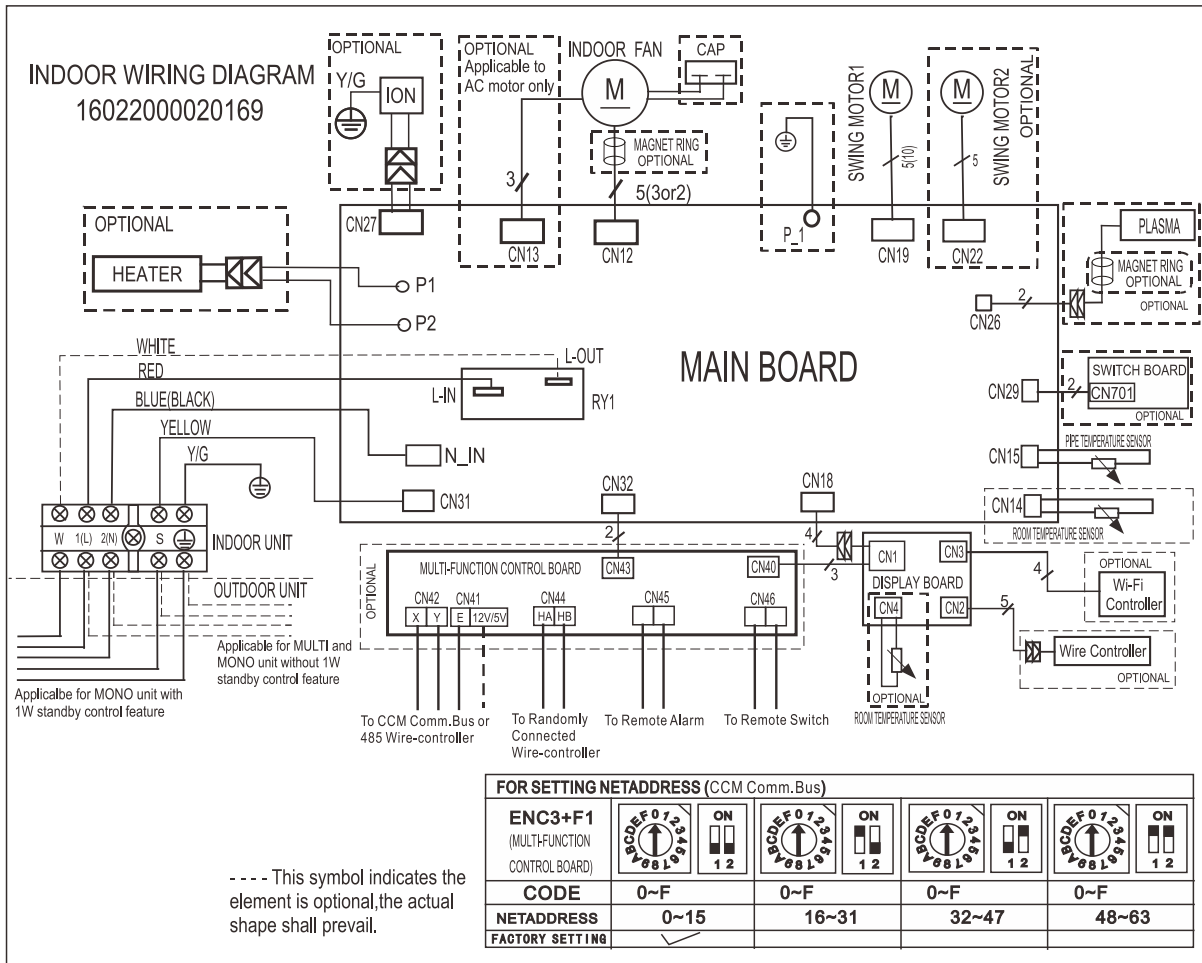 INDOOR WIRING DIAGRAM
16022000020169
OPTIONAL
Y/G
ION
CN27
OPTIONAL
Applicable to
AC motor only
3
CN13
INDOOR FAN
M
CAP
MAGNET RING
OPTIONAL
5(3or2)
CN12
P_1
SWING MOTOR1
M
5(10)
CN19
SWING MOTOR2
OPTIONAL
M
5
CN22
PLASMA
MAGNET RING
OPTIONAL
OPTIONAL
2
CN26
OPTIONAL
HEATER
P1
P2
MAIN BOARD
WHITE
RED
BLUE(BLACK)
YELLOW
Y/G
L-OUT
L-IN
RY1
N_IN
CN31
CN32
CN18
SWITCH BOARD
CN701
OPTIONAL
2
CN29
PIPE TEMPERATURE SENSOR
CN15
CN14
ROOM TEMPERATURE SENSOR
W 1(L) 2(N) S
INDOOR UNIT
OUTDOOR UNIT
Applicable for MULTI and
MONO unit without 1W
standby control feature
Applicalbe for MONO unit with
1W standby control feature
OPTIONAL
2
MULTI-FUNCTION CONTROL BOARD
CN43
CN40
CN42
X Y
CN41
E 12V/5V
CN44
HA HB
CN45
CN46
4
3
CN1
CN3
DISPLAY BOARD
CN4
CN2
OPTIONAL
ROOM TEMPERATURE SENSOR
4
OPTIONAL
Wi-Fi
Controller
5
Wire Controller
OPTIONAL
To CCM Comm.Bus or
485 Wire-controller
To Randomly
Connected
Wire-controller
To Remote Alarm
To Remote Switch
FOR SETTING NETADDRESS (CCM Comm.Bus)
ENC3+F1
(MULTI-FUNCTION
CONTROL BOARD)
0123456789ABCDEF
ON
1 2
0123456789ABCDEF
ON
1 2
0123456789ABCDEF
ON
1 2
0123456789ABCDEF
ON
1 2
CODE 0~F 0~F 0~F 0~F
NETADDRESS 0~15 16~31 32~47 48~63
FACTORY SETTING
---- This symbol indicates the
element is optional,the actual
shape shall prevail.